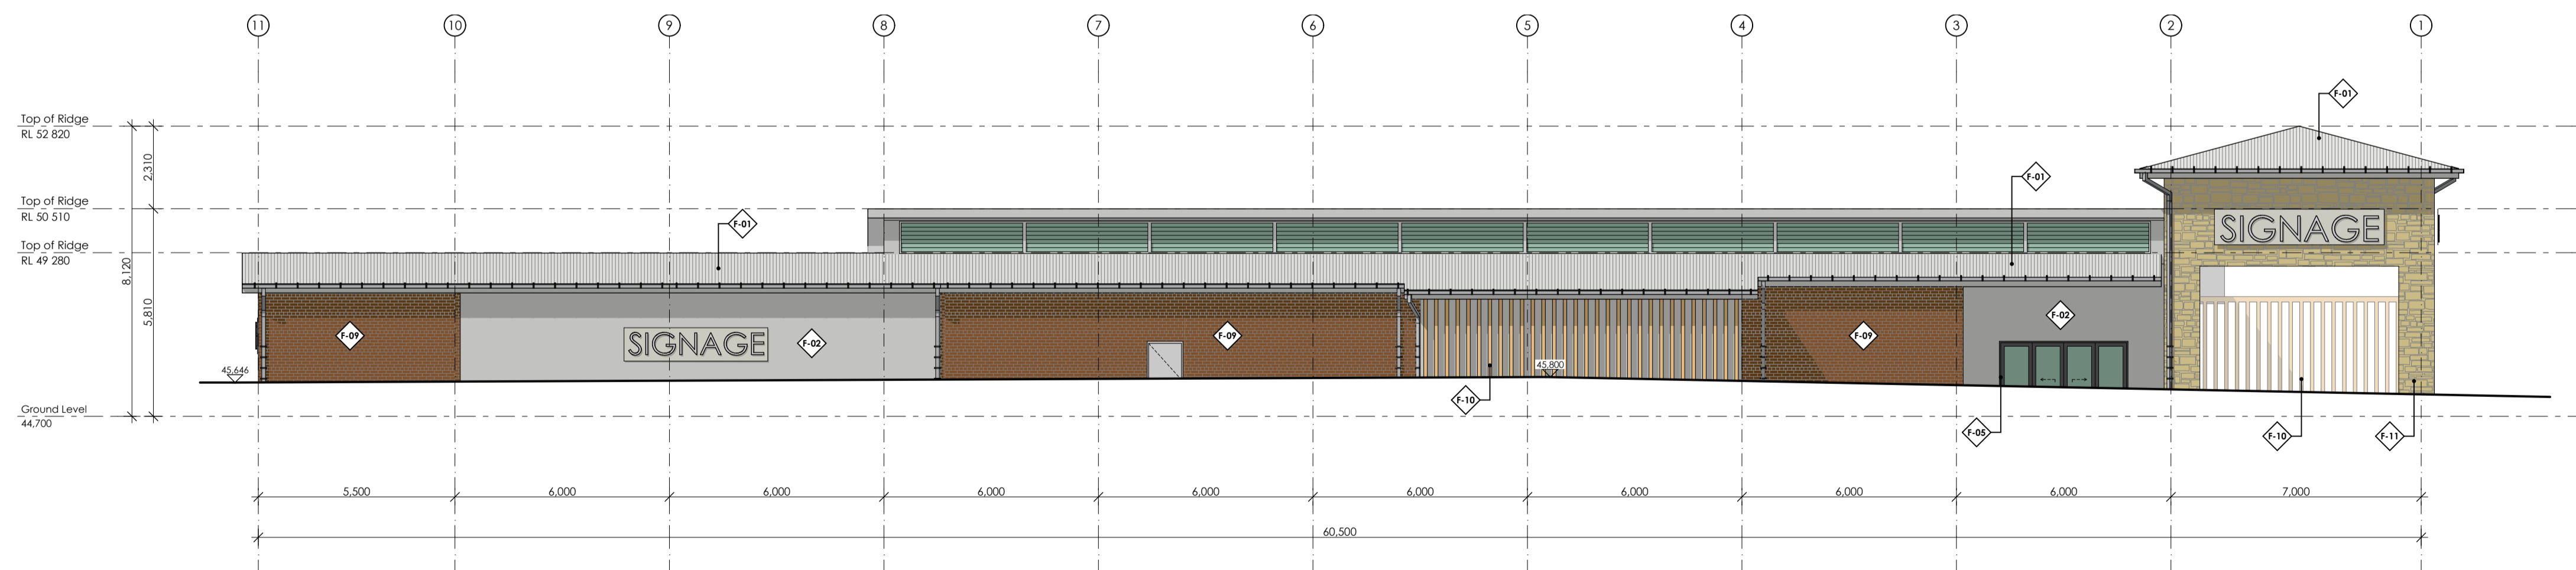 11 10 9 8 7 6 5 4 3 2 1
F-01
Top of Ridge
RL 52 820
2,310
F-01
Top of Ridge
RL 50 510
F-01
SIGNAGE
Top of Ridge
RL 49 280
8,120
5,810
F-09
SIGNAGE
F-02
F-09
F-09
F-02
45,646
45,800
F-10
Ground Level
44,700
F-05
F-10
F-11
5,500 6,000 6,000 6,000 6,000 6,000 6,000 6,000 6,000 7,000
60,500